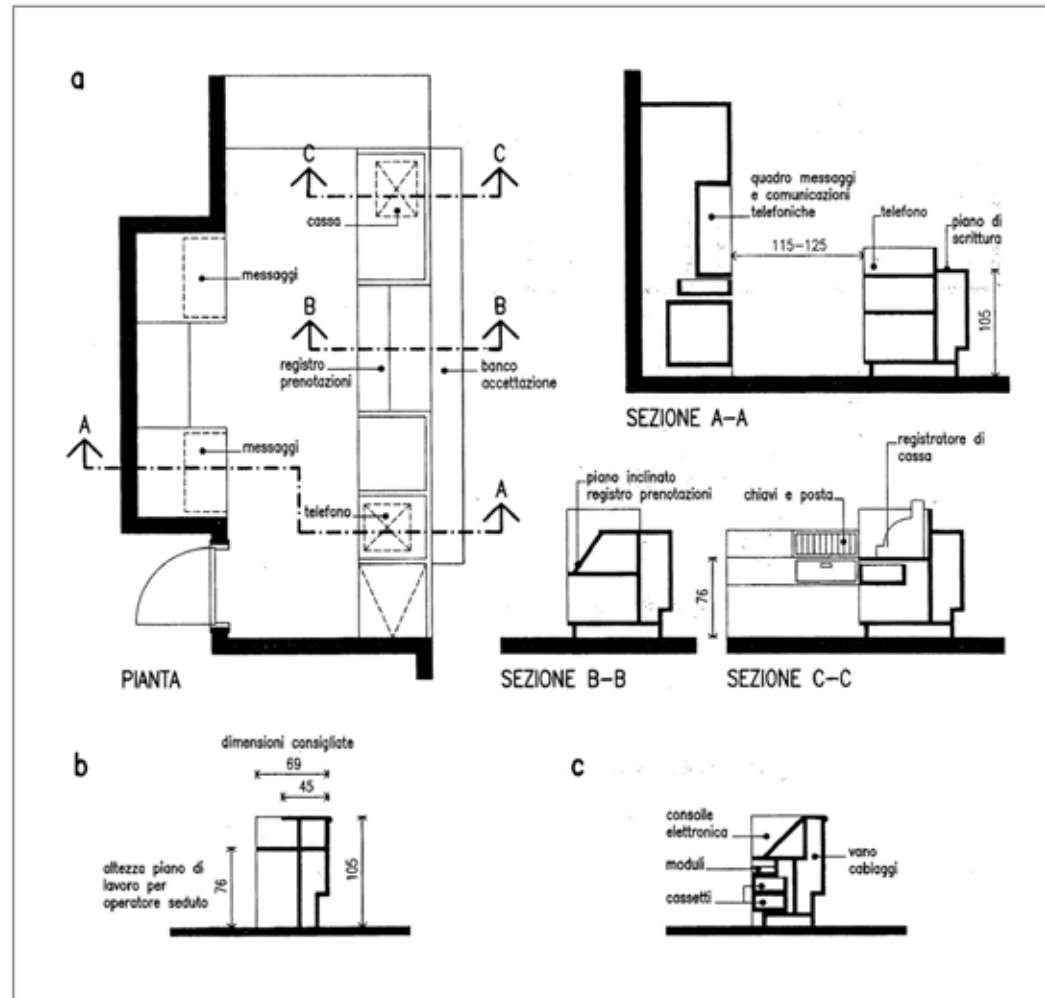 a
C
C
cassa
messaggi
B
B
registro
prenotazioni
banco
accettazione
A
messaggi
telefono
A
PIANTA
quadro messaggi
e comunicazioni
telefoniche
telefono
piano di
scrittura
115-125
105
SEZIONE A-A
piano inclinato
registro prenotazioni
SEZIONE B-B
registratore di
cassa
chiavi e posta
76
SEZIONE C-C
b
dimensioni consigliate
69
45
altezza piano di
lavoro per
operatore seduto
76
105
c
consolle
elettronica
moduli
cassetti
vano
cablaggi